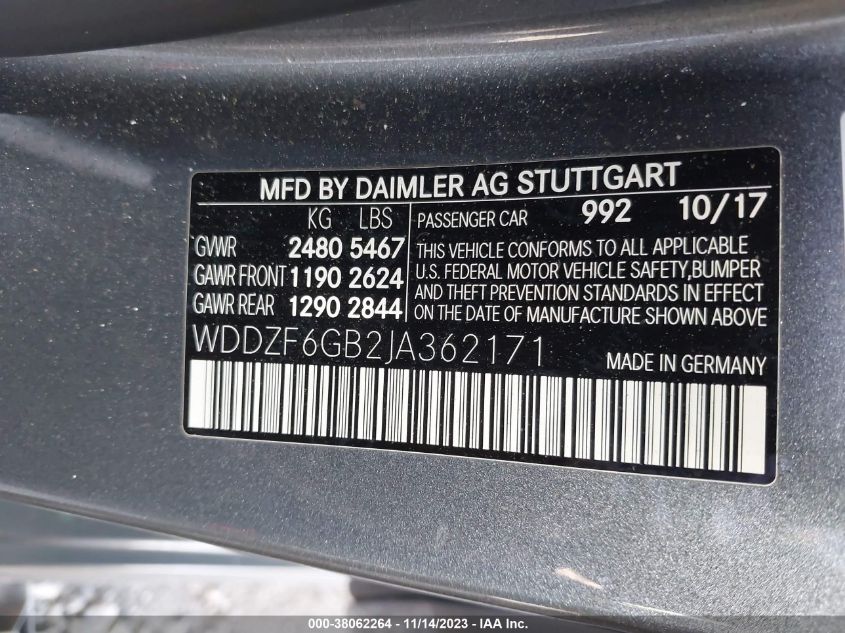 MFD BY DAIMLER AG STUTTGART
KG LBS
GVWR 2480 5467
GAWR FRONT 1190 2624
GAWR REAR 1290 2844
PASSENGER CAR 992 10/17
THIS VEHICLE CONFORMS TO ALL APPLICABLE
U.S. FEDERAL MOTOR VEHICLE SAFETY,BUMPER
AND THEFT PREVENTION STANDARDS IN EFFECT
ON THE DATE OF MANUFACTURE SHOWN ABOVE
WDDZF6GB2JA362171
MADE IN GERMANY
000-38062264 - 11/14/2023 - IAA Inc.